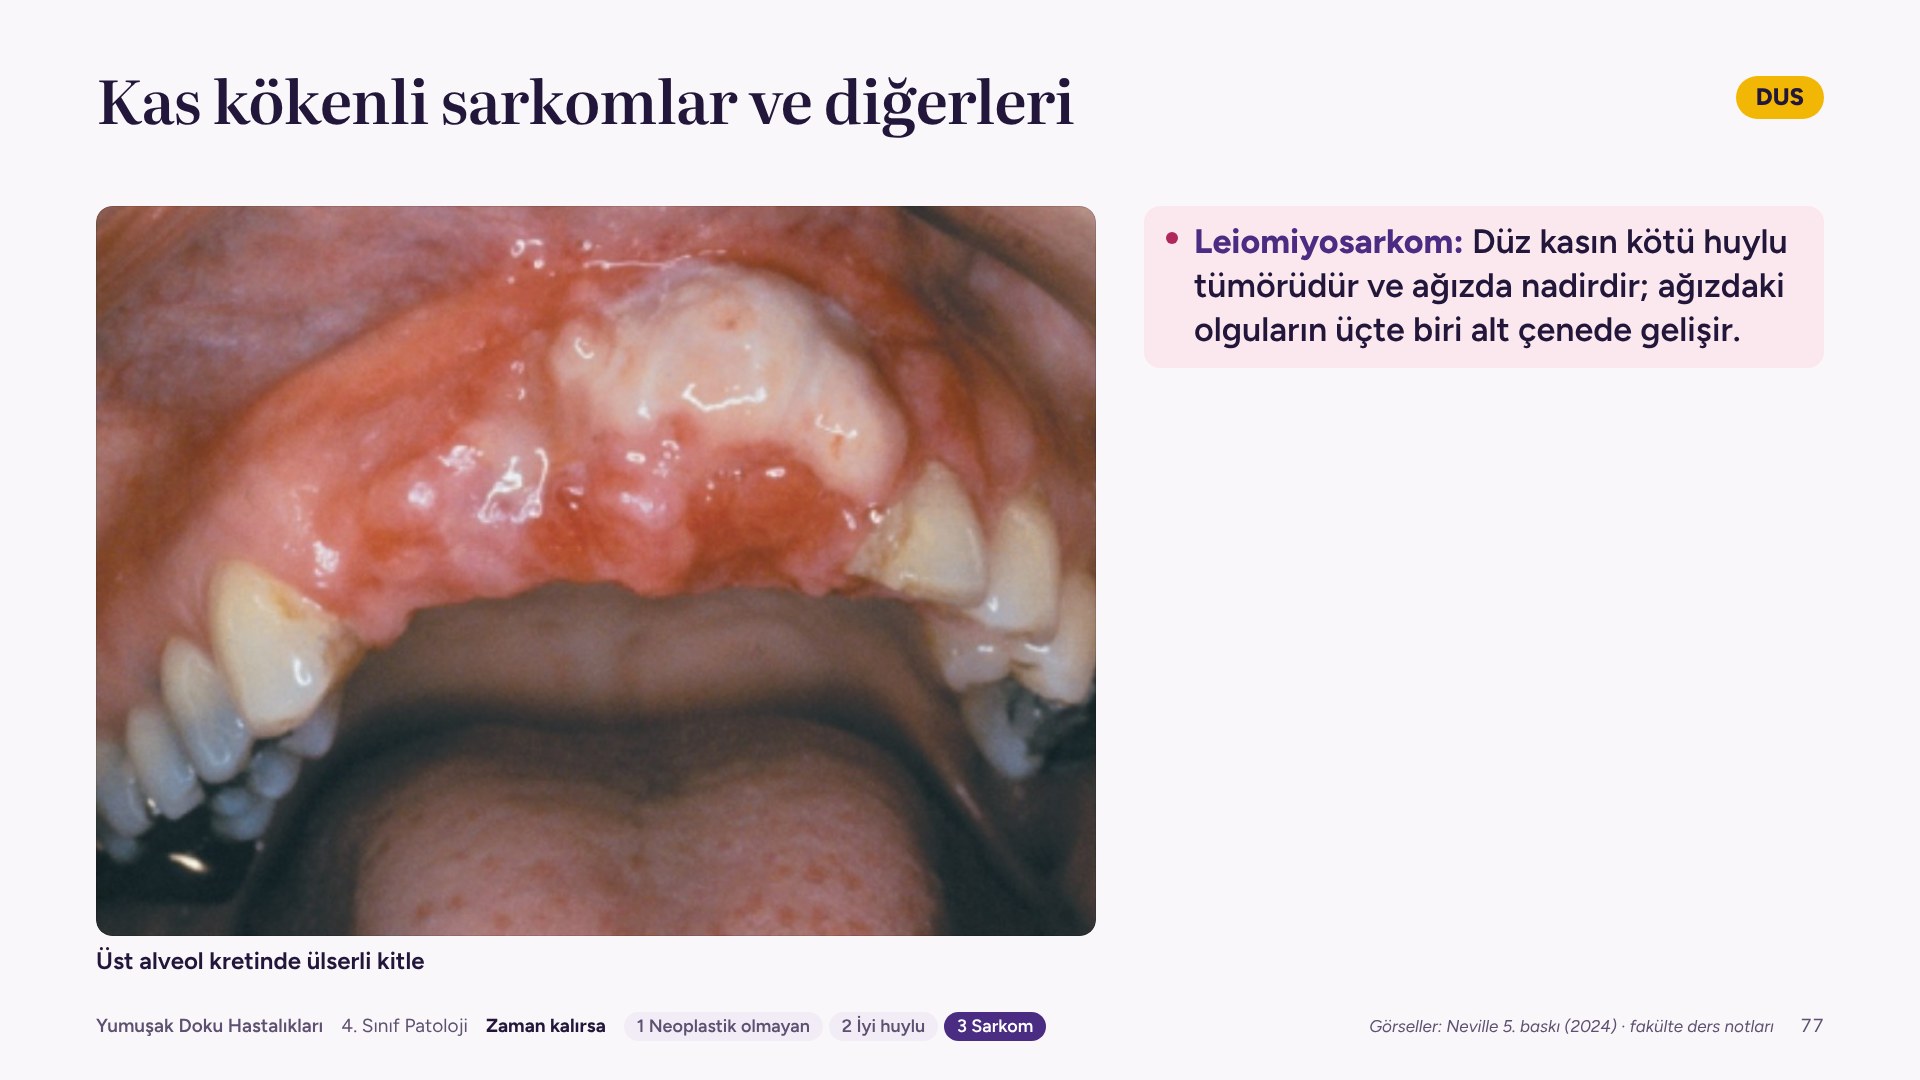 Kas kökenli sarkomlar ve diğerleri
DUS
Leiomiyosarkom: Düz kasın kötü huylu
tümörüdür ve ağızda nadirdir; ağızdaki
olguların üçte biri alt çenede gelişir.
Üst alveol kretinde ülserli kitle
Yumuşak Doku Hastalıkları 4. Sınıf Patoloji Zaman kalırsa 1 Neoplastik olmayan 2 İyi huylu 3 Sarkom
Görseller: Neville 5. baskı (2024) · fakülte ders notları 77